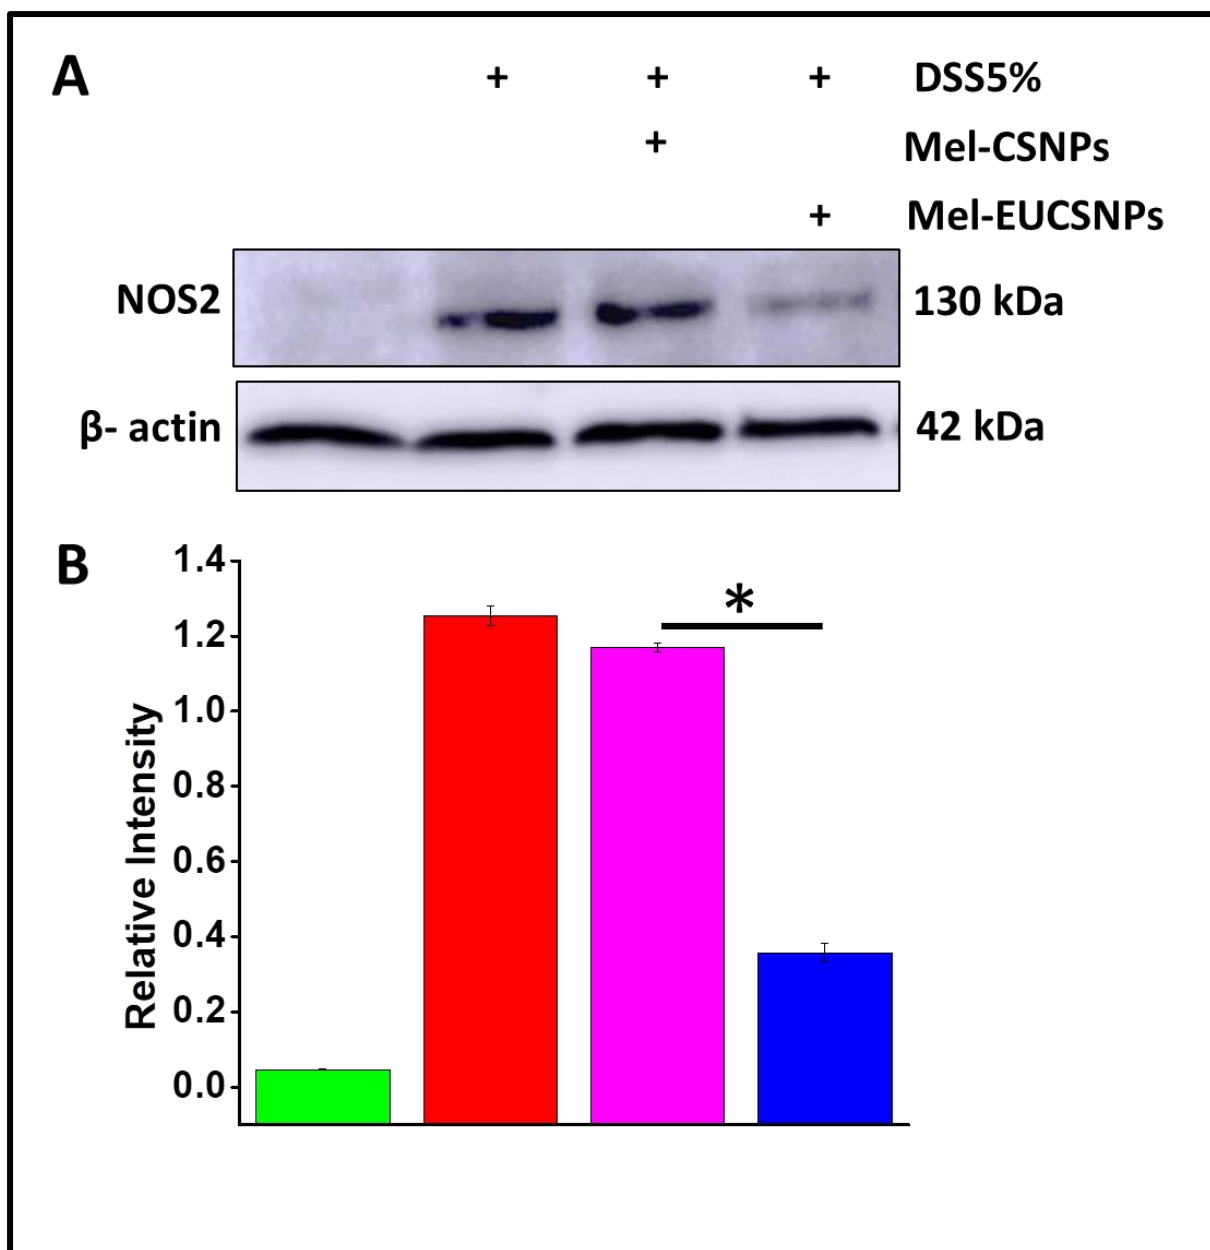 A
+ + + DSS5%
+ Mel-CSNPs
+ Mel-EUCSNPs
NOS2 130 kDa
β- actin 42 kDa
B
1.4
*
1.2
1.0
0.8
0.6
0.4
0.2
0.0
Relative Intensity